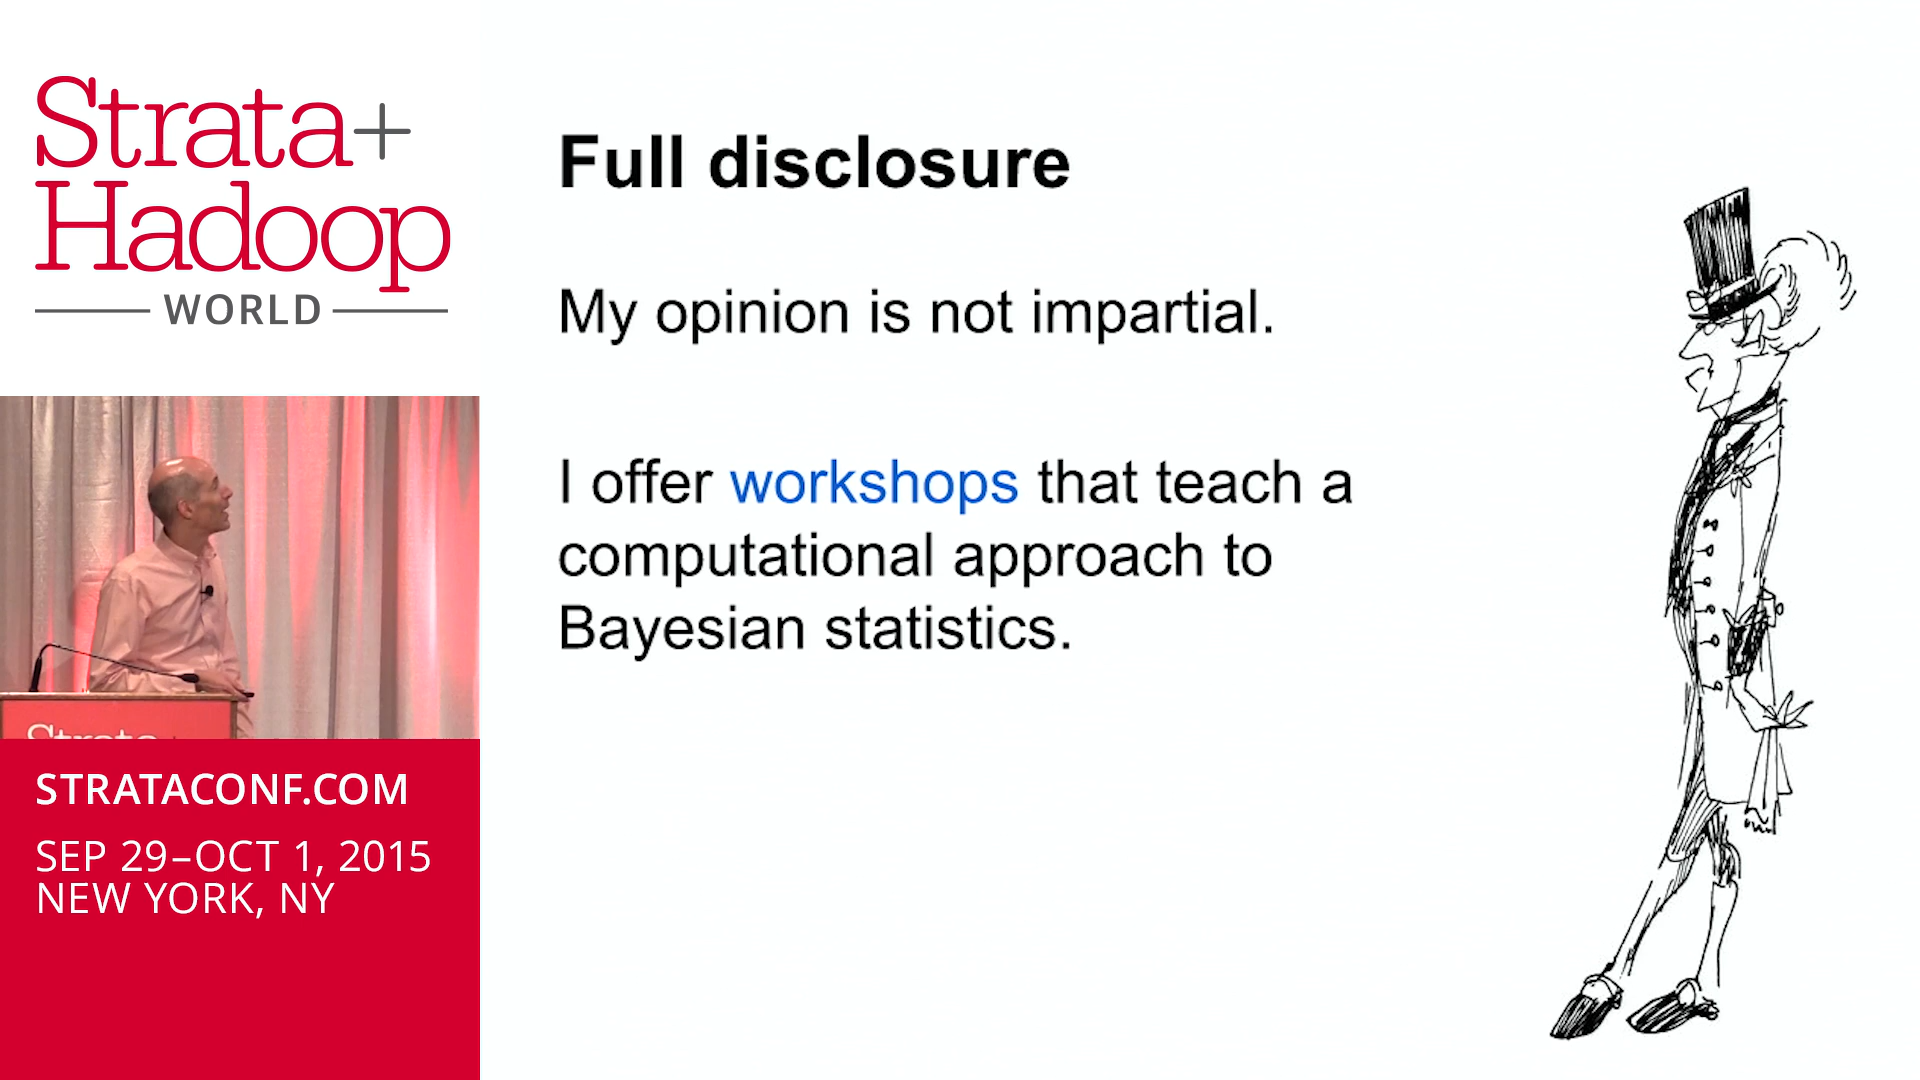 Strata+
Hadoop
WORLD
Full disclosure
My opinion is not impartial.
I offer workshops that teach a
computational approach to
Bayesian statistics.
Strata+
STRATACONF.COM
SEP 29–OCT 1, 2015
NEW YORK, NY